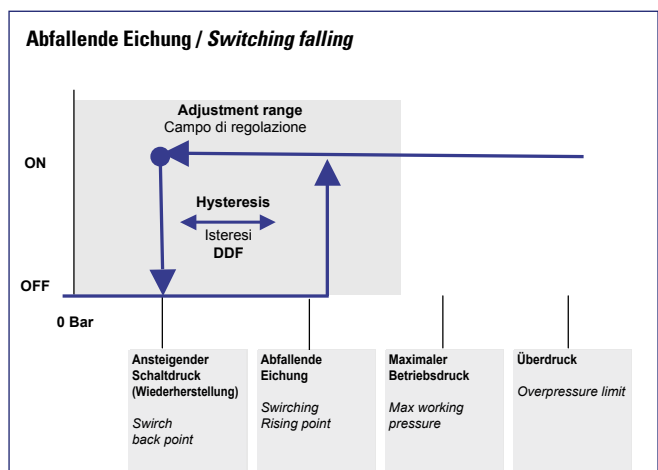 Abfallende Eichung / Switching falling
Adjustment range
Campo di regolazione
ON
Hysteresis
Isteresi
DDF
OFF
0 Bar
Ansteigender
Schaltdruck
(Wiederherstellung)
Swirch
back point
Abfallende
Eichung
Swirching
Rising point
Maximaler
Betriebsdruck
Max working
pressure
Überdruck
Overpressure limit